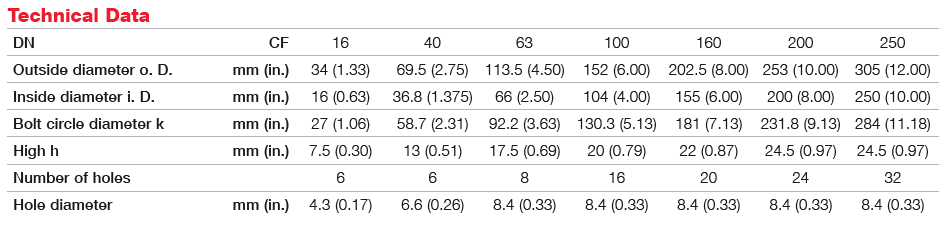 Technical Data
DN CF 16 40 63 100 160 200 250
Outside diameter o. D. mm (in.) 34 (1.33) 69.5 (2.75) 113.5 (4.50) 152 (6.00) 202.5 (8.00) 253 (10.00) 305 (12.00)
Inside diameter i. D. mm (in.) 16 (0.63) 36.8 (1.375) 66 (2.50) 104 (4.00) 155 (6.00) 200 (8.00) 250 (10.00)
Bolt circle diameter k mm (in.) 27 (1.06) 58.7 (2.31) 92.2 (3.63) 130.3 (5.13) 181 (7.13) 231.8 (9.13) 284 (11.18)
High h mm (in.) 7.5 (0.30) 13 (0.51) 17.5 (0.69) 20 (0.79) 22 (0.87) 24.5 (0.97) 24.5 (0.97)
Number of holes 6 6 8 16 20 24 32
Hole diameter mm (in.) 4.3 (0.17) 6.6 (0.26) 8.4 (0.33) 8.4 (0.33) 8.4 (0.33) 8.4 (0.33) 8.4 (0.33)